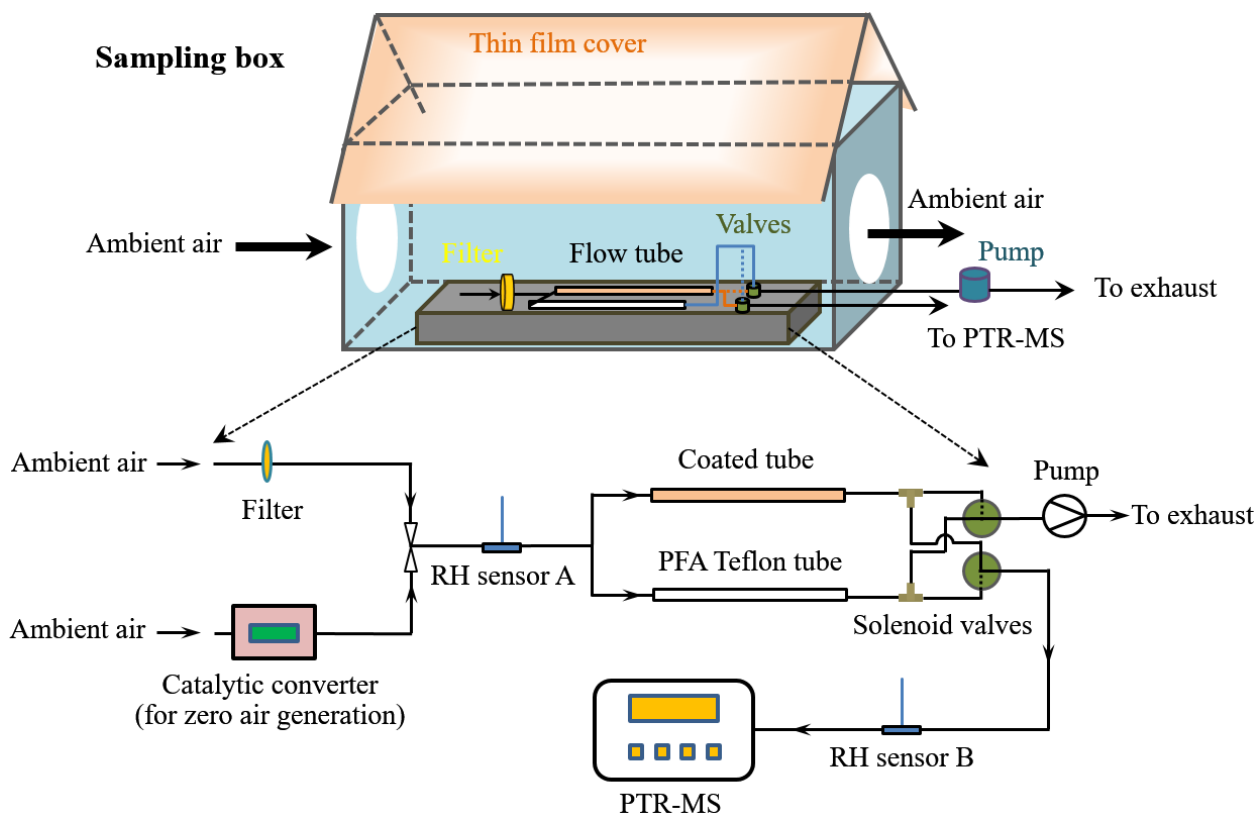 Thin film cover
Sampling box
Ambient air
Ambient air
Valves
Filter
Flow tube
Pump
To exhaust
To PTR-MS
Ambient air
Filter
Coated tube
Pump
To exhaust
RH sensor A
PFA Teflon tube
Solenoid valves
Ambient air
Catalytic converter
(for zero air generation)
RH sensor B
PTR-MS